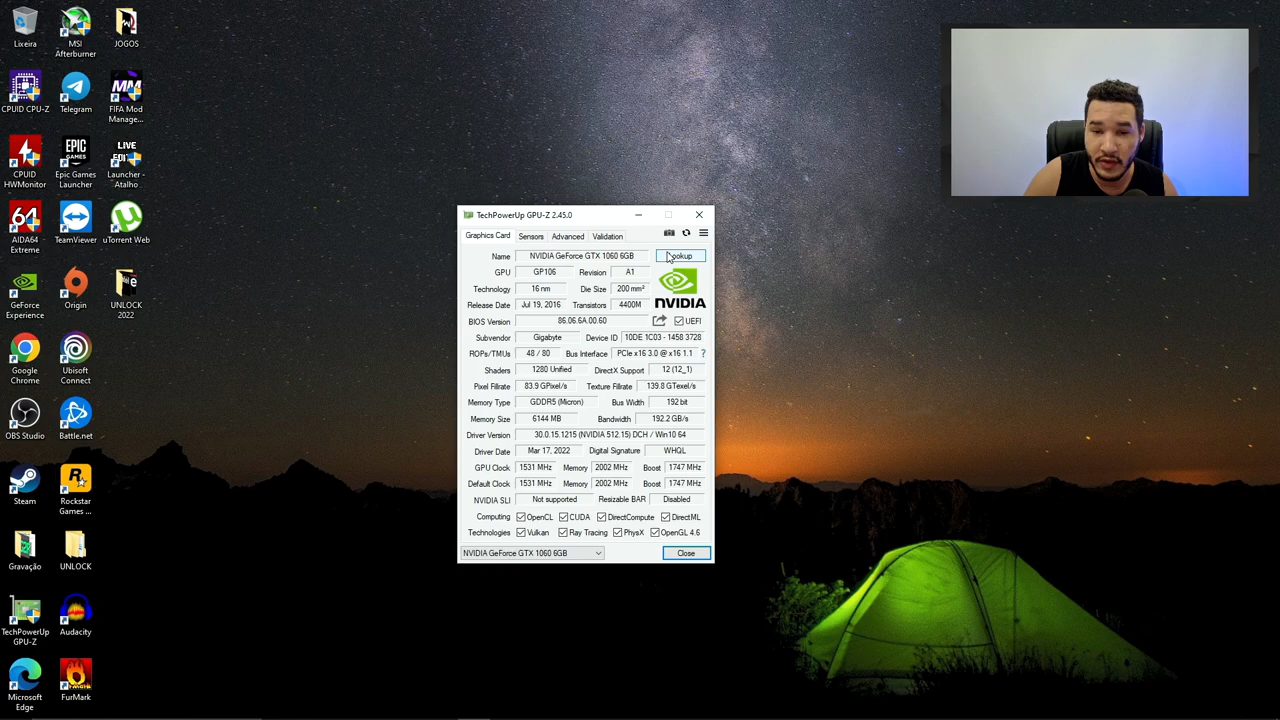 Lixeira
MSI
Afterburner
JOGOS
CPUID CPU-Z
Telegram
MM
FIFA Mod
Manage...
CPUID
HWMonitor
EPIC
GAMES
Epic Games
Launcher
LIVE
Launcher -
Atalho
64
AIDA64
Extreme
TeamViewer
uTorrent Web
GeForce
Experience
Origin
UNLOCK
2022
Google
Chrome
Ubisoft
Connect
OBS Studio
Battle.net
Steam
Rockstar
Games ...
Gravação
UNLOCK
TechPowerUp
GPU-Z
Audacity
Microsoft
Edge
FurMark
TechPowerUp GPU-Z 2.45.0
Graphics Card Sensors Advanced Validation
Name NVIDIA GeForce GTX 1060 6GB ookup
GPU GP106 Revision A1
Technology 16 nm Die Size 200 mm²
NVIDIA
Release Date Jul 19, 2016 Transistors 4400M
BIOS Version 86.06.6A.00.60 UEFI
Subvendor Gigabyte Device ID 10DE 1C03 - 1458 3728
ROPs/TMUs 48 / 80 Bus Interface PCIe x16 3.0 @ x16 1.1 ?
Shaders 1280 Unified DirectX Support 12 (12_1)
Pixel Fillrate 83.9 GPixel/s Texture Fillrate 139.8 GTexel/s
Memory Type GDDR5 (Micron) Bus Width 192 bit
Memory Size 6144 MB Bandwidth 192.2 GB/s
Driver Version 30.0.15.1215 (NVIDIA 512.15) DCH / Win10 64
Driver Date Mar 17, 2022 Digital Signature WHQL
GPU Clock 1531 MHz Memory 2002 MHz Boost 1747 MHz
Default Clock 1531 MHz Memory 2002 MHz Boost 1747 MHz
NVIDIA SLI Not supported Resizable BAR Disabled
Computing OpenCL CUDA DirectCompute DirectML
Technologies Vulkan Ray Tracing PhysX OpenGL 4.6
NVIDIA GeForce GTX 1060 6GB Close